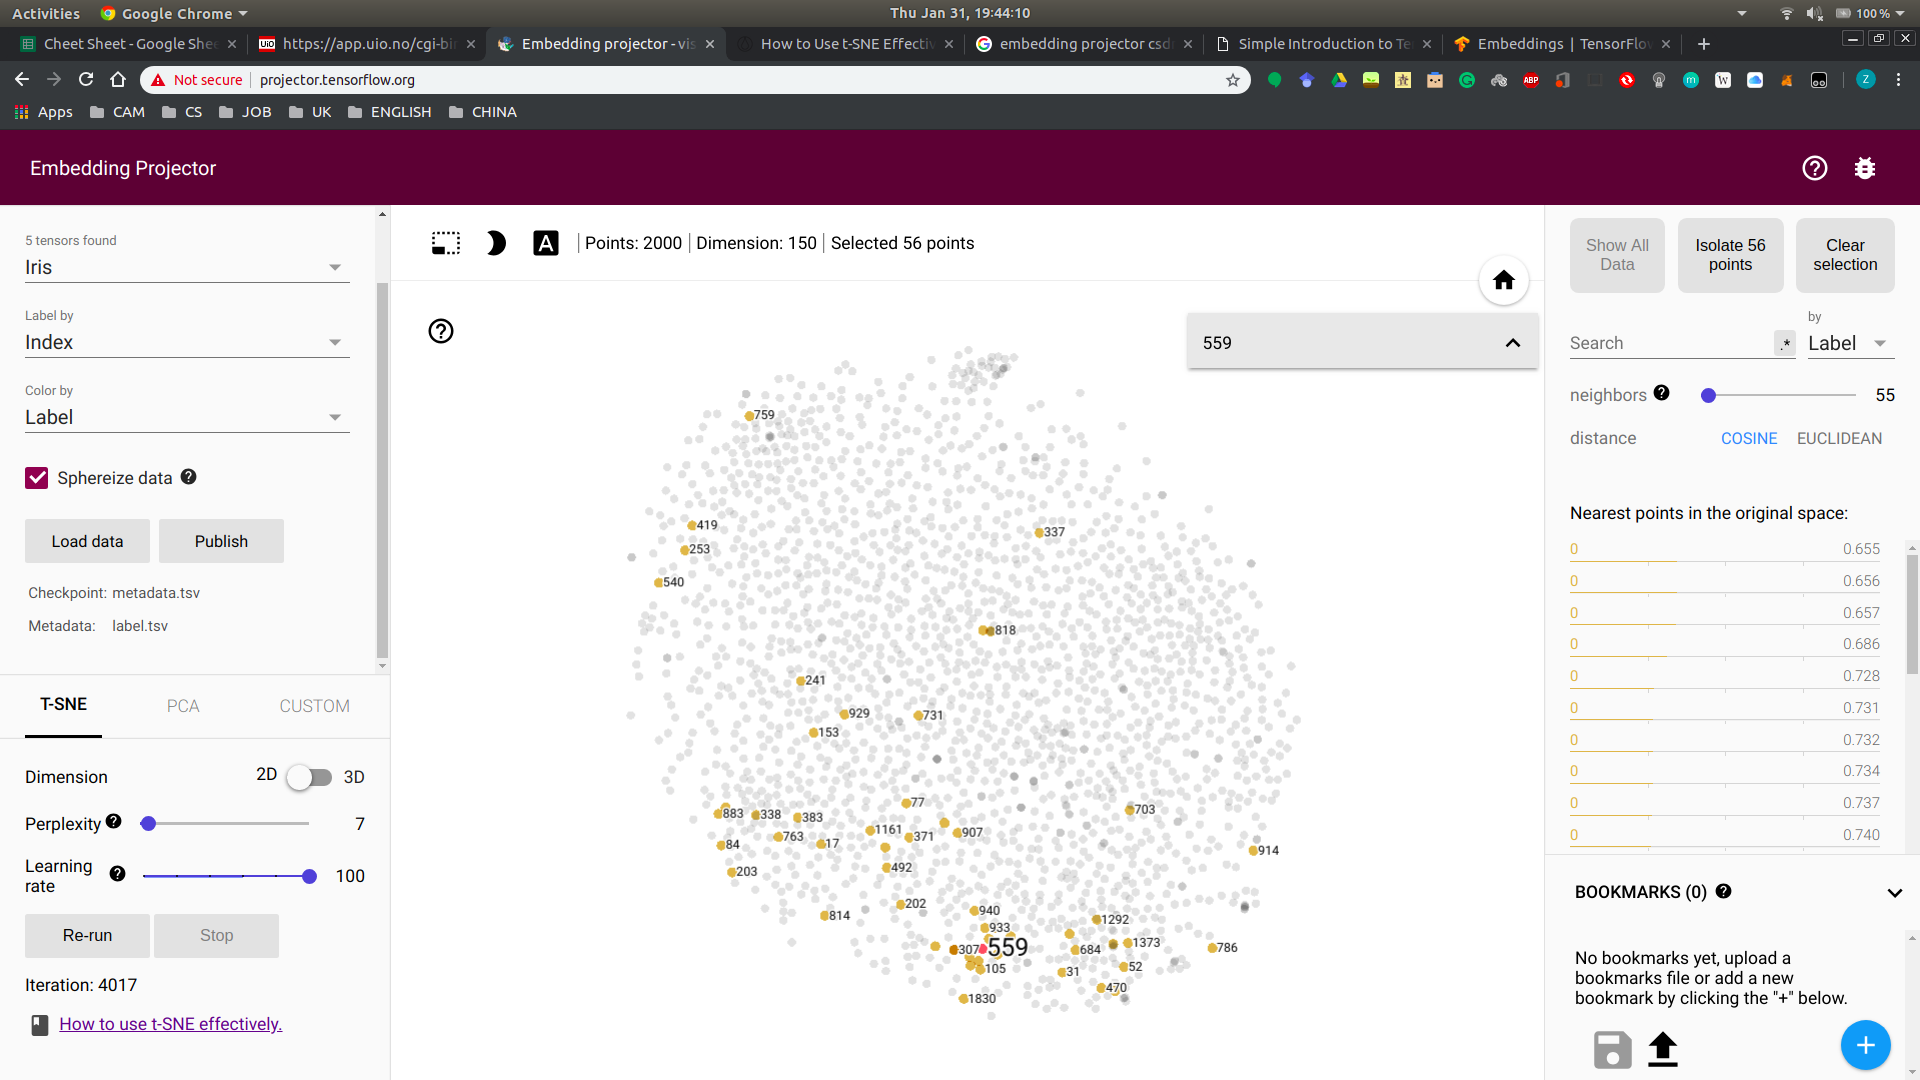 Activities Google Chrome Thu Jan 31, 19:44:10 100 %
Cheet Sheet - Google She https://app.uio.no/cgi-bi Embedding projector - vis How to Use t-SNE Effectiv embedding projector csd Simple Introduction to Te Embeddings | TensorFlow
Not secure projector.tensorflow.org
Apps CAM CS JOB UK ENGLISH CHINA
Embedding Projector
5 tensors found
Iris
Label by
Index
Color by
Label
Sphereize data
Load data Publish
Checkpoint: metadata.tsv
Metadata: label.tsv
T-SNE PCA CUSTOM
Dimension 2D 3D
Perplexity 7
Learning
rate 100
Re-run Stop
Iteration: 4017
How to use t-SNE effectively.
A Points: 2000 Dimension: 150 Selected 56 points
559
759
419
337
253
540
818
241
929
731
153
77
703
883
338
383
1161
763
371
907
84
17
914
492
203
202
940
814
1292
933
1373
307
559
684
786
105
52
31
470
1830
Show All
Data
Isolate 56
points
Clear
selection
by
Search .* Label
neighbors 55
distance COSINE EUCLIDEAN
Nearest points in the original space:
0 0.655
0 0.656
0 0.657
0 0.686
0 0.728
0 0.731
0 0.732
0 0.734
0 0.737
0 0.740
BOOKMARKS (0)
No bookmarks yet, upload a
bookmarks file or add a new
bookmark by clicking the "+" below.